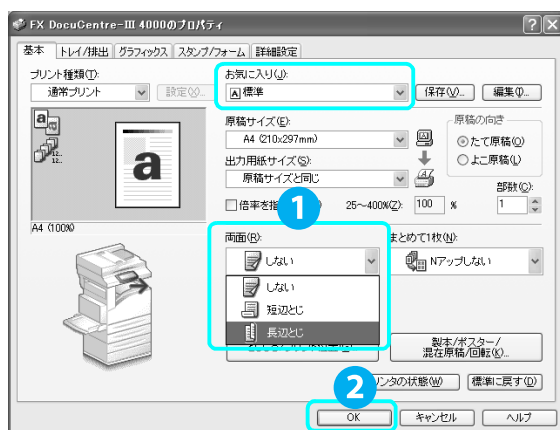 FX DocuCentre-III 4000のプロパティ
基本 トレイ/排出 グラフィックス スタンプ/フォーム 詳細設定
プリント種類(T):
通常プリント
設定(X)...
お気に入り(J):
標準
保存(V)...
編集(I)...
原稿サイズ(E):
A4 (210x297mm)
出力用紙サイズ(S):
原稿サイズと同じ
原稿の向き
たて原稿(O)
よこ原稿(L)
部数(C):
1
倍率を指
25~400%(Z):
100 %
A4 (100%)
1
両面(R):
しない
しない
短辺とじ
長辺とじ
まとめて1枚(N):
Nアップしない
製本/ポスター/
混在原稿/回転(K)...
ンタの状態(W)
標準に戻す(D)
2
OK
キャンセル
ヘルプ